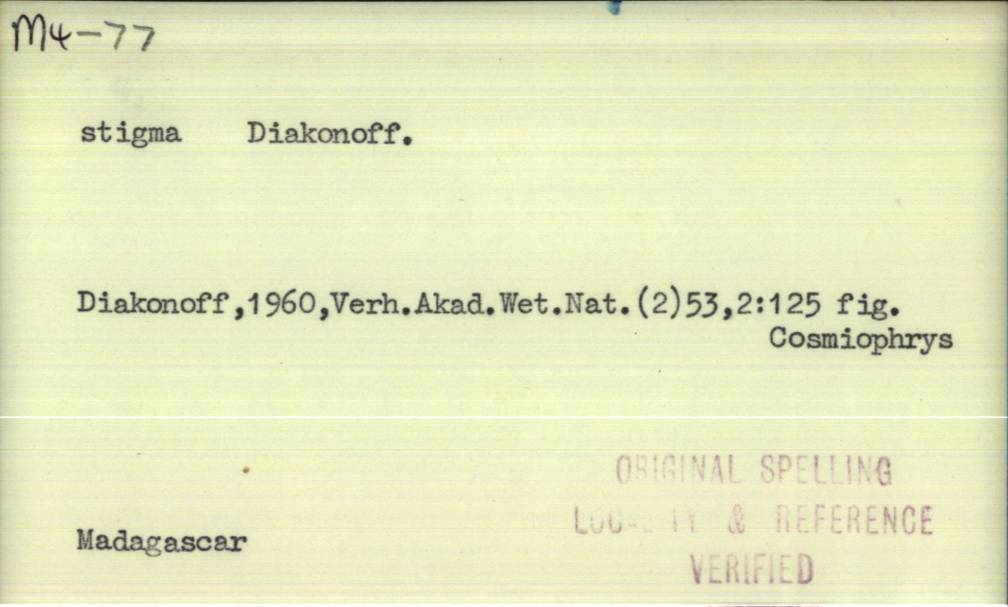 M4-77
stigma Diakonoff.
Diakonoff,1960,Verh.Akad.Wet.Nat.(2)53,2:125 fig.
Cosmiophrys
Madagascar
ORIGINAL SPELLING
LOCALITY & REFERENCE
VERIFIED